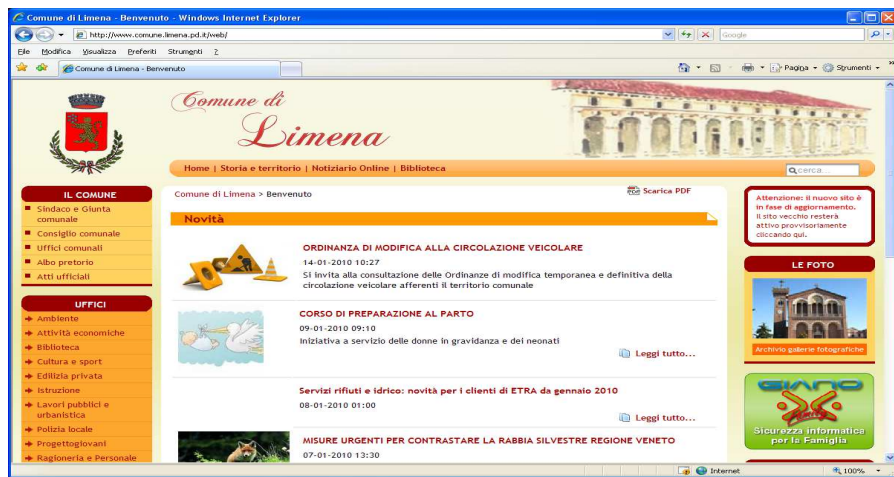 Comune di Limena - Benvenuto - Windows Internet Explorer
http://www.comune.limena.pd.it/web/
Google
File Modifica Visualizza Preferiti Strumenti ?
Comune di Limena - Benvenuto
Pagina
Strumenti
Comune di
Limena
Home | Storia e territorio | Notiziario Online | Biblioteca
cerca...
IL COMUNE
Sindaco e Giunta
comunale
Consiglio comunale
Uffici comunali
Albo pretorio
Atti ufficiali
UFFICI
Ambiente
Attività economiche
Biblioteca
Cultura e sport
Edilizia privata
Istruzione
Lavori pubblici e
urbanistica
Polizia locale
Progettogiovani
Ragioneria e Personale
Comune di Limena > Benvenuto
Scarica PDF
Novità
ORDINANZA DI MODIFICA ALLA CIRCOLAZIONE VEICOLARE
14-01-2010 10:27
Si invita alla consultazione delle Ordinanze di modifica temporanea e definitiva della
circolazione veicolare afferenti il territorio comunale
CORSO DI PREPARAZIONE AL PARTO
09-01-2010 09:10
Iniziativa a servizio delle donne in gravidanza e dei neonati
Leggi tutto...
Servizi rifiuti e idrico: novità per i clienti di ETRA da gennaio 2010
08-01-2010 01:00
Leggi tutto...
MISURE URGENTI PER CONTRASTARE LA RABBIA SILVESTRE REGIONE VENETO
07-01-2010 13:30
Attenzione: il nuovo sito è
in fase di aggiornamento.
Il sito vecchio resterà
attivo provvisoriamente
cliccando qui.
LE FOTO
Archivio gallerie fotografiche
GIANO
Family
Sicurezza informatica
per la Famiglia
Internet
100%